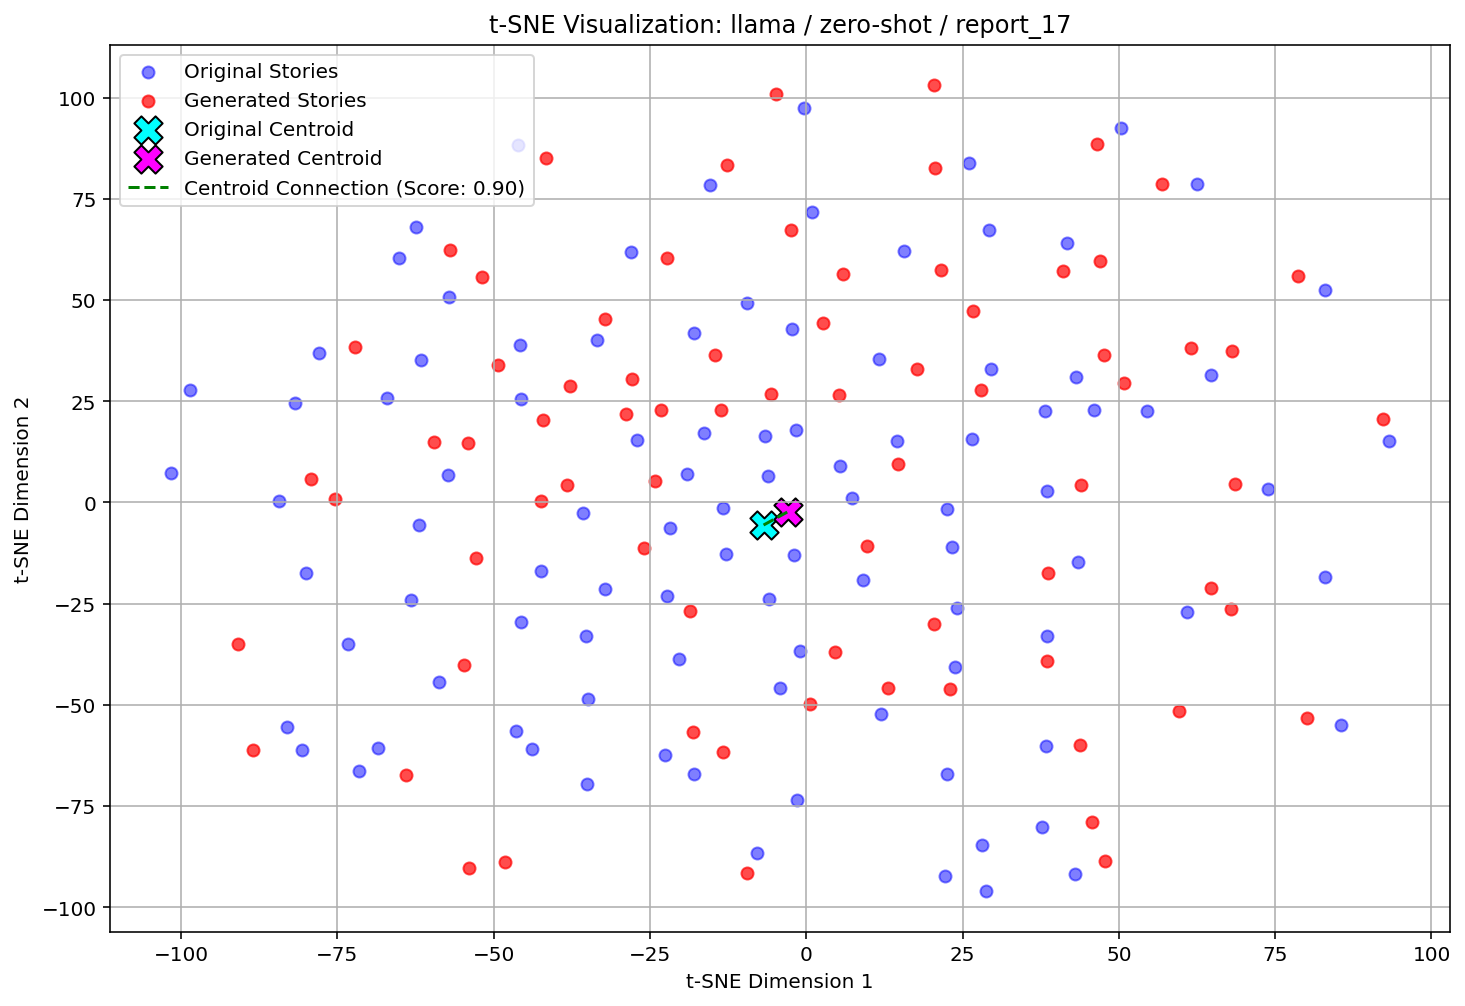 t-SNE Visualization: llama / zero-shot / report_17
Original Stories
Generated Stories
Original Centroid
Generated Centroid
Centroid Connection (Score: 0.90)
100
75
50
25
0
−25
−50
−75
−100
t-SNE Dimension 2
−100
−75
−50
−25
0
25
50
75
100
t-SNE Dimension 1